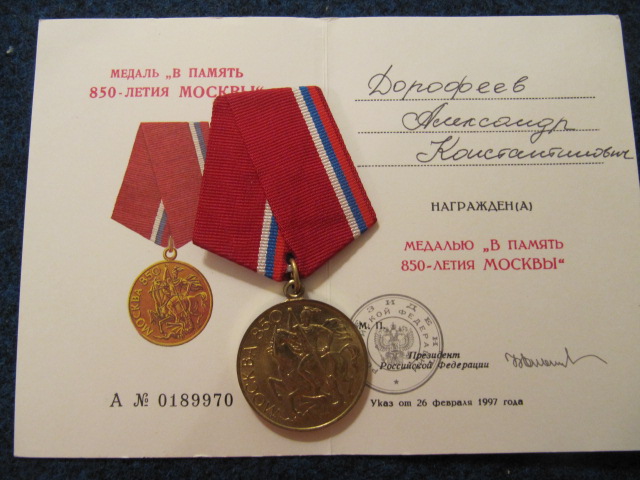 МЕДАЛЬ „В ПАМЯТЬ
850-ЛЕТИЯ МОСКВЫ“
МОСКВА 850
А № 0189970
Дорофеев
Александр
Константинович
НАГРАЖДЕН(А)
МЕДАЛЬЮ „В ПАМЯТЬ
850-ЛЕТИЯ МОСКВЫ“
МОСКВА 850
М. П.
Президент
Российской Федерации
Указ от 26 февраля 1997 года